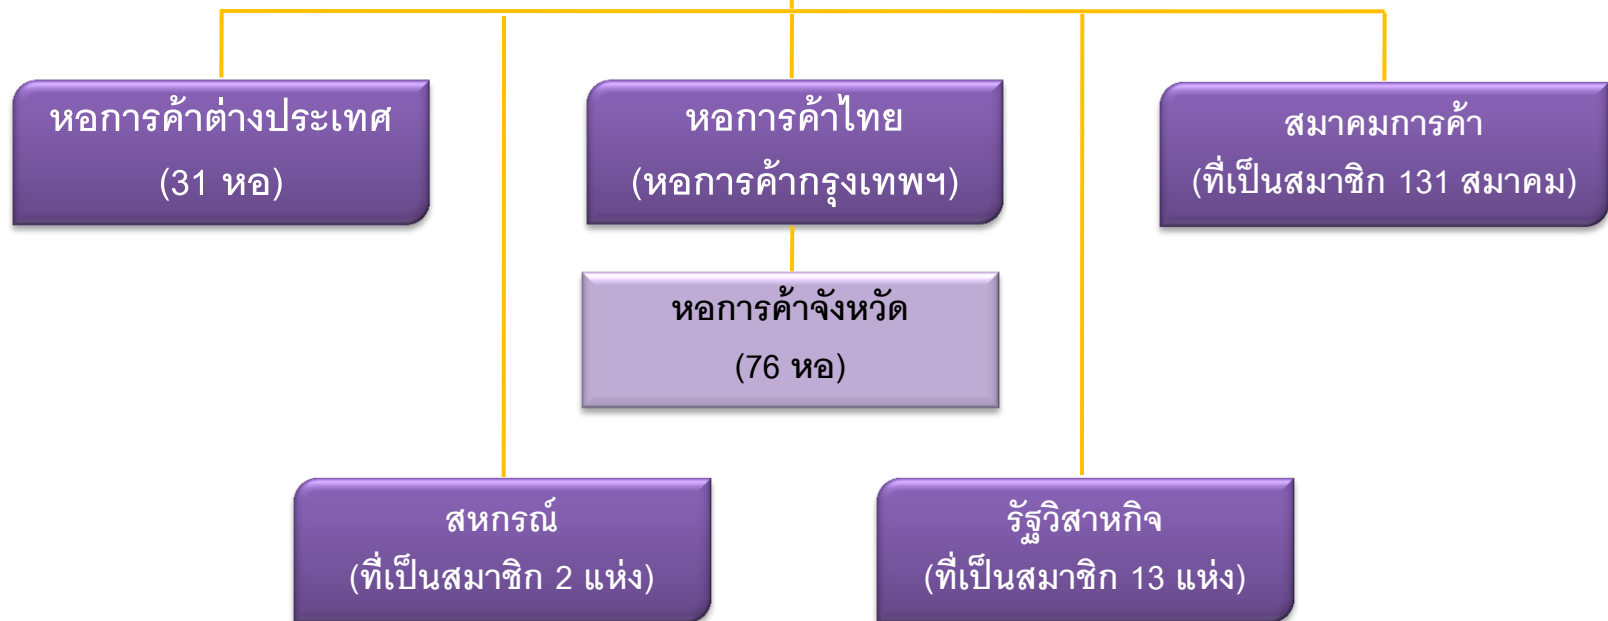 หอการค้าต่างประเทศ
(31 หอ)
หอการค้าไทย
(หอการค้ากรุงเทพฯ)
สมาคมการค้า
(ที่เป็นสมาชิก 131 สมาคม)
หอการค้าจังหวัด
(76 หอ)
สหกรณ์
(ที่เป็นสมาชิก 2 แห่ง)
รัฐวิสาหกิจ
(ที่เป็นสมาชิก 13 แห่ง)